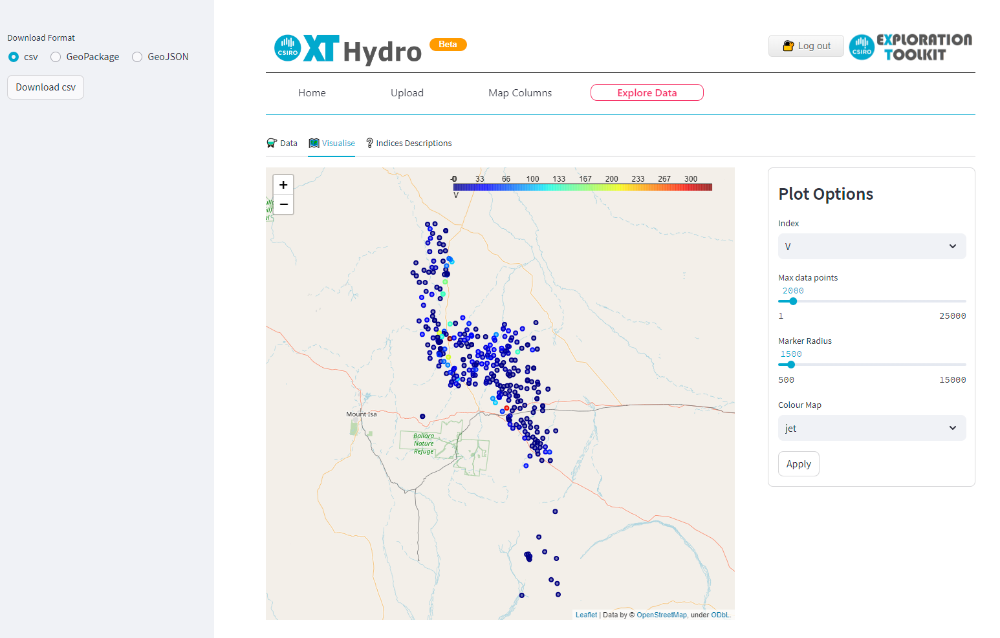 Download Format
csv
GeoPackage
GeoJSON
Download csv
CSIRO
XT Hydro
Beta
Log out
CSIRO
EXPLORATION
TOOLKIT
Home
Upload
Map Columns
Explore Data
Data
Visualise
Indices Descriptions
+
−
-0 33 66 100 133 167 200 233 267 300
V
Mount Isa
Ballara
Nature
Refuge
Leaflet | Data by © OpenStreetMap, under ODbL.
Plot Options
Index
V
Max data points
2000
1 25000
Marker Radius
1500
500 15000
Colour Map
jet
Apply